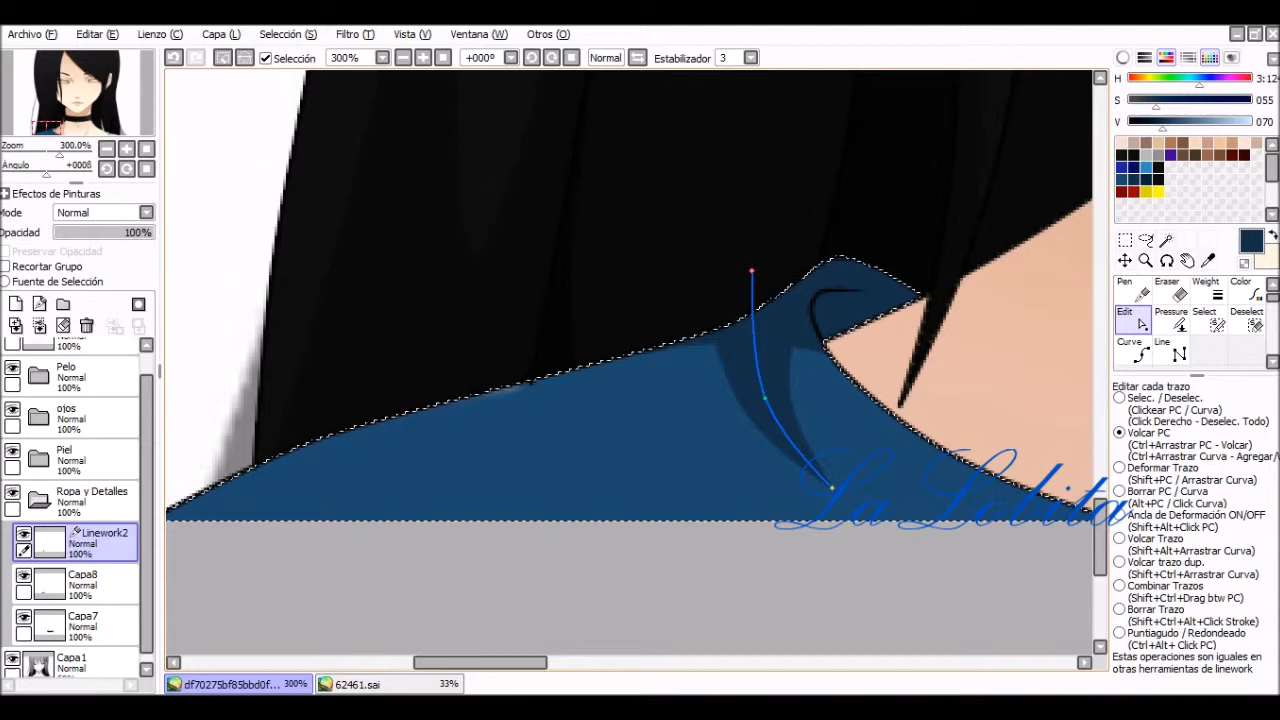 Archivo (F) Editar (E) Lienzo (C) Capa (L) Selección (S) Filtro (T) Vista (V) Ventana (W) Otros (O)
Selección 300% +000º Normal Estabilizador 3
Zoom 300.0%
Ángulo +000ß
Efectos de Pinturas
Mode Normal
Opacidad 100%
Preservar Opacidad
Recortar Grupo
Fuente de Selección
Pelo
Normal
100%
ojos
Normal
100%
Piel
Normal
100%
Ropa y Detalles
Normal
100%
Linework2
Normal
100%
Capa8
Normal
100%
Capa7
Normal
100%
Capa1
Normal
100%
H 3:12
S 055
V 070
Pen Eraser Weight Color
Edit Pressure Select Deselect
Curve Line
Editar cada trazo
Selec. / Deselec.
(Clickear PC / Curva)
(Click Derecho - Deselec. Todo)
Volcar PC
(Ctrl+Arrastrar PC - Volcar)
(Ctrl+Arrastrar Curva - Agregar/
Deformar Trazo
(Shift+PC / Arrastrar Curva)
Borrar PC / Curva
(Alt+PC / Click Curva)
Ancla de Deformación ON/OFF
(Shift+Alt+Click PC)
Volcar Trazo
(Shift+Alt+Arrastrar Curva)
Volcar trazo dup.
(Shift+Ctrl+Arrastrar Curva)
Combinar Trazos
(Shift+Ctrl+Drag btw PC)
Borrar Trazo
(Shift+Ctrl+Alt+Click Stroke)
Puntiagudo / Redondeado
(Ctrl+Alt+ Click PC)
Estas operaciones son iguales en
otras herramientas de linework
La Lobita
df70275bf85bbd0f... 300% 62461.sai 33%